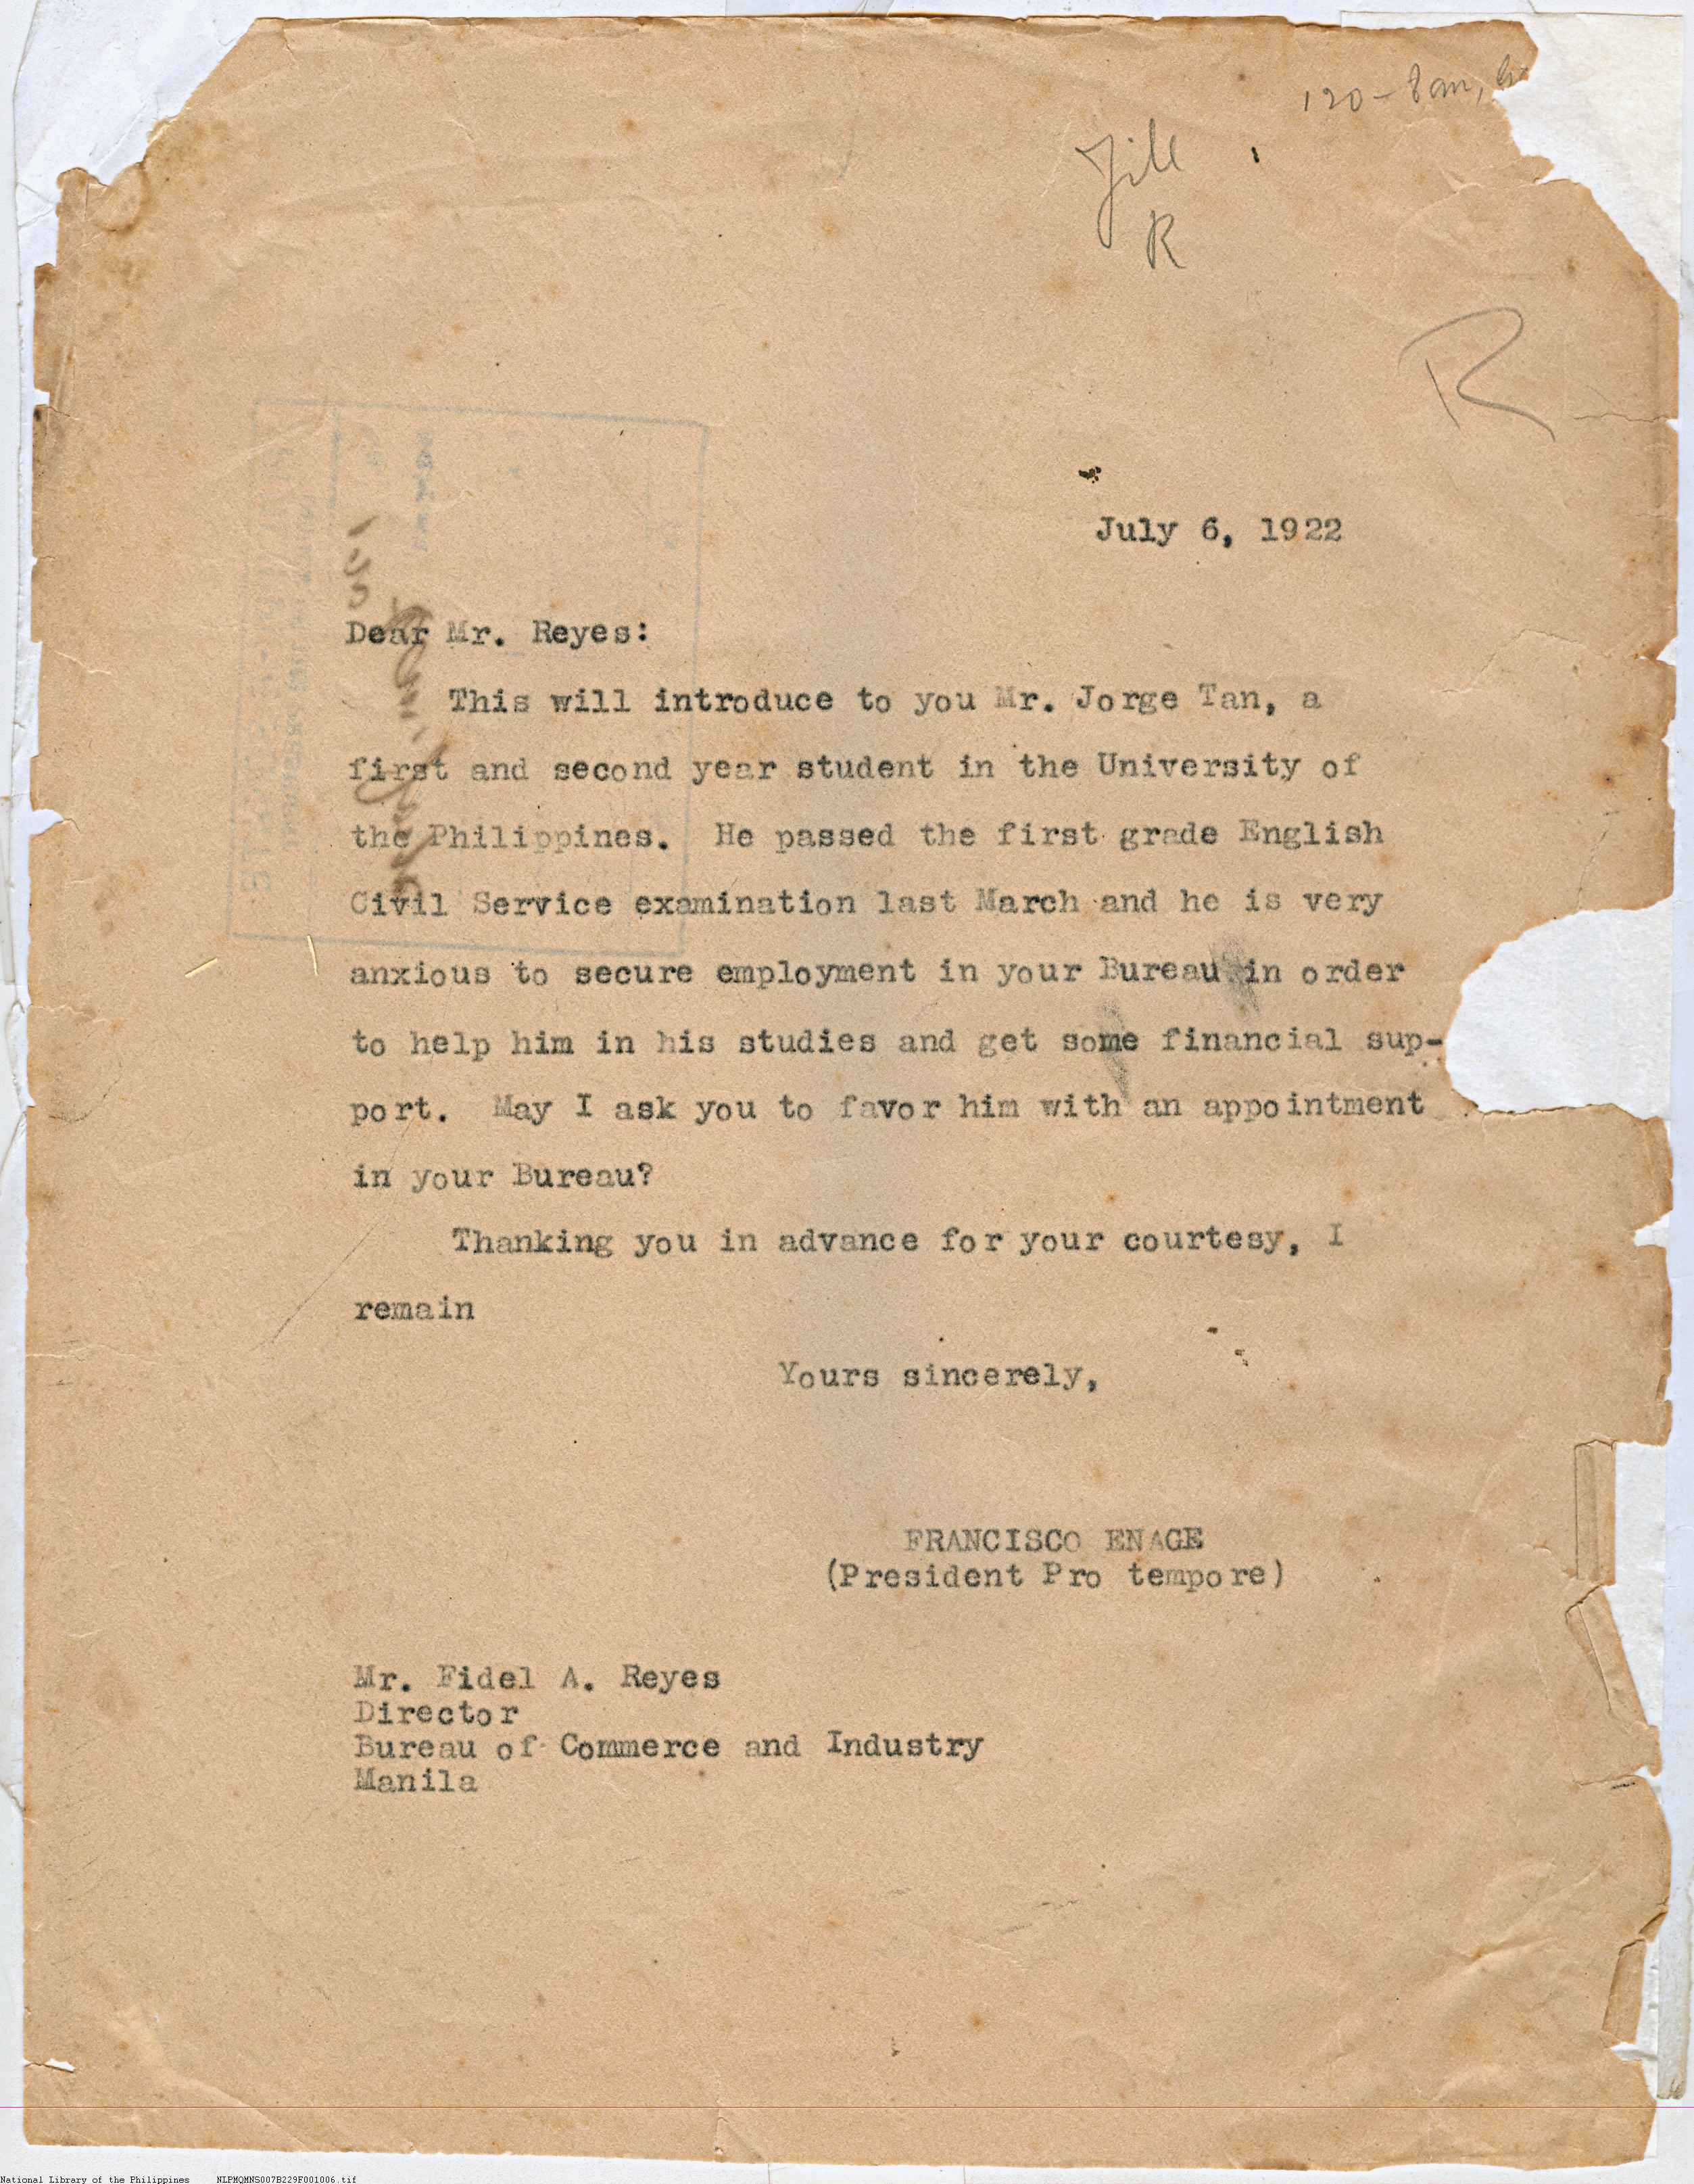 120-
File
R
R
July 6, 1922
Dear Mr. Reyes:
This will introduce to you Mr. Jorge Tan, a
first and second year student in the University of
the Philippines. He passed the first grade English
Civil Service examination last March and he is very
anxious to secure employment in your Bureau in order
to help him in his studies and get some financial sup-
port. May I ask you to favor him with an appointment
in your Bureau?
Thanking you in advance for your courtesy, I
remain
Yours sincerely,
FRANCISCO ENAGE
(President Pro tempore)
Mr. Fidel A. Reyes
Director
Bureau of Commerce and Industry
Manila
National Library of the Philippines NLPMQMNS007B229F001006.tif